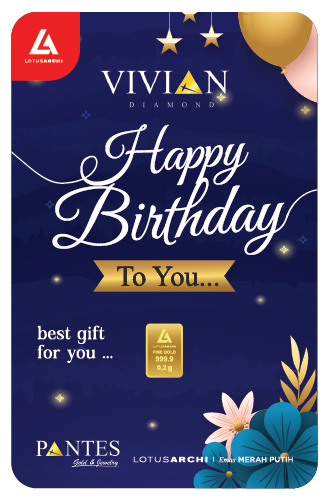 LOTUSARCHI
VIVIAN
DIAMOND
Happy
Birthday
To You...
best gift
for you ...
LOTUSARCHI
FINE GOLD
999.9
0,2 g
PANTES
Gold & Jewelry
LOTUSARCHI | Emas MERAH PUTIH